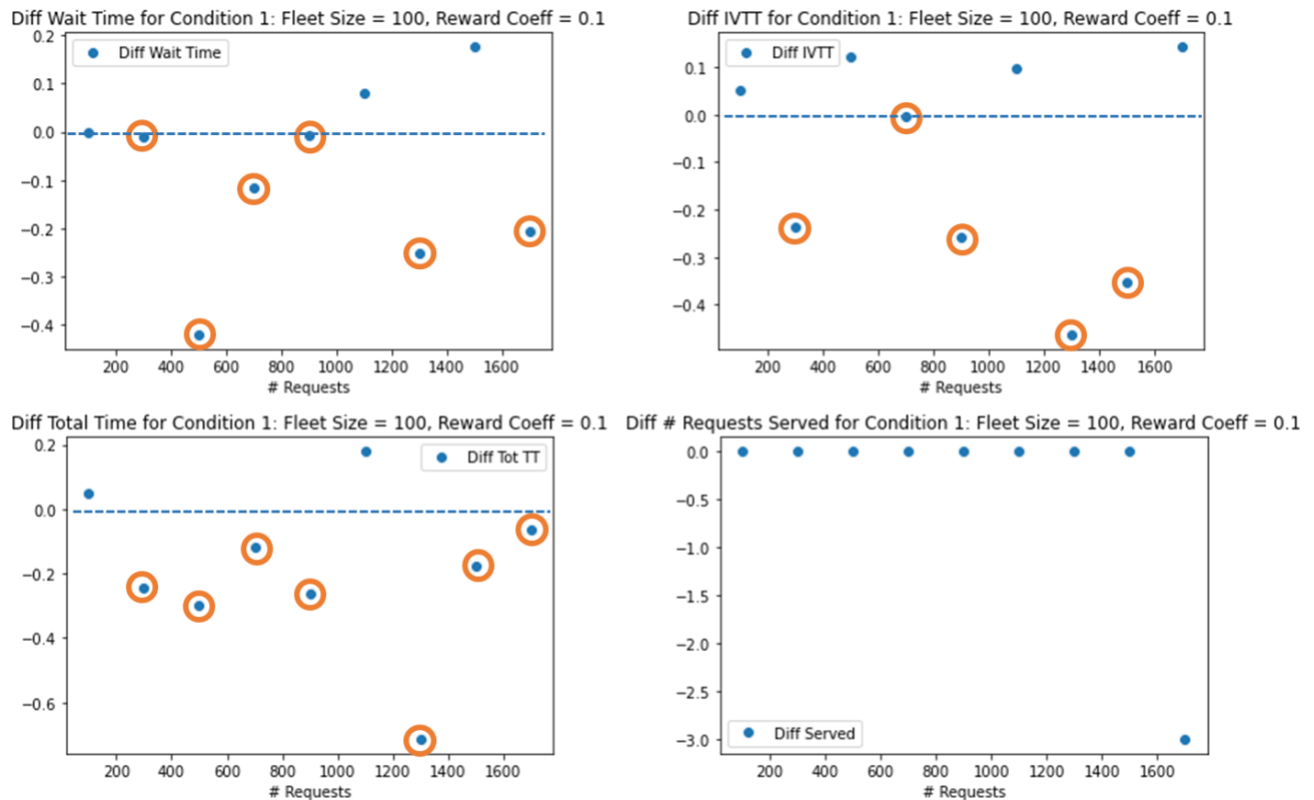 Diff Wait Time for Condition 1: Fleet Size = 100, Reward Coeff = 0.1
Diff Wait Time
0.2
0.1
0.0
−0.1
−0.2
−0.3
−0.4
200 400 600 800 1000 1200 1400 1600
# Requests
Diff IVTT for Condition 1: Fleet Size = 100, Reward Coeff = 0.1
Diff IVTT
0.1
0.0
−0.1
−0.2
−0.3
−0.4
200 400 600 800 1000 1200 1400 1600
# Requests
Diff Total Time for Condition 1: Fleet Size = 100, Reward Coeff = 0.1
Diff Tot TT
0.2
0.0
−0.2
−0.4
−0.6
200 400 600 800 1000 1200 1400 1600
# Requests
Diff # Requests Served for Condition 1: Fleet Size = 100, Reward Coeff = 0.1
0.0
−0.5
−1.0
−1.5
−2.0
−2.5
−3.0
Diff Served
200 400 600 800 1000 1200 1400 1600
# Requests